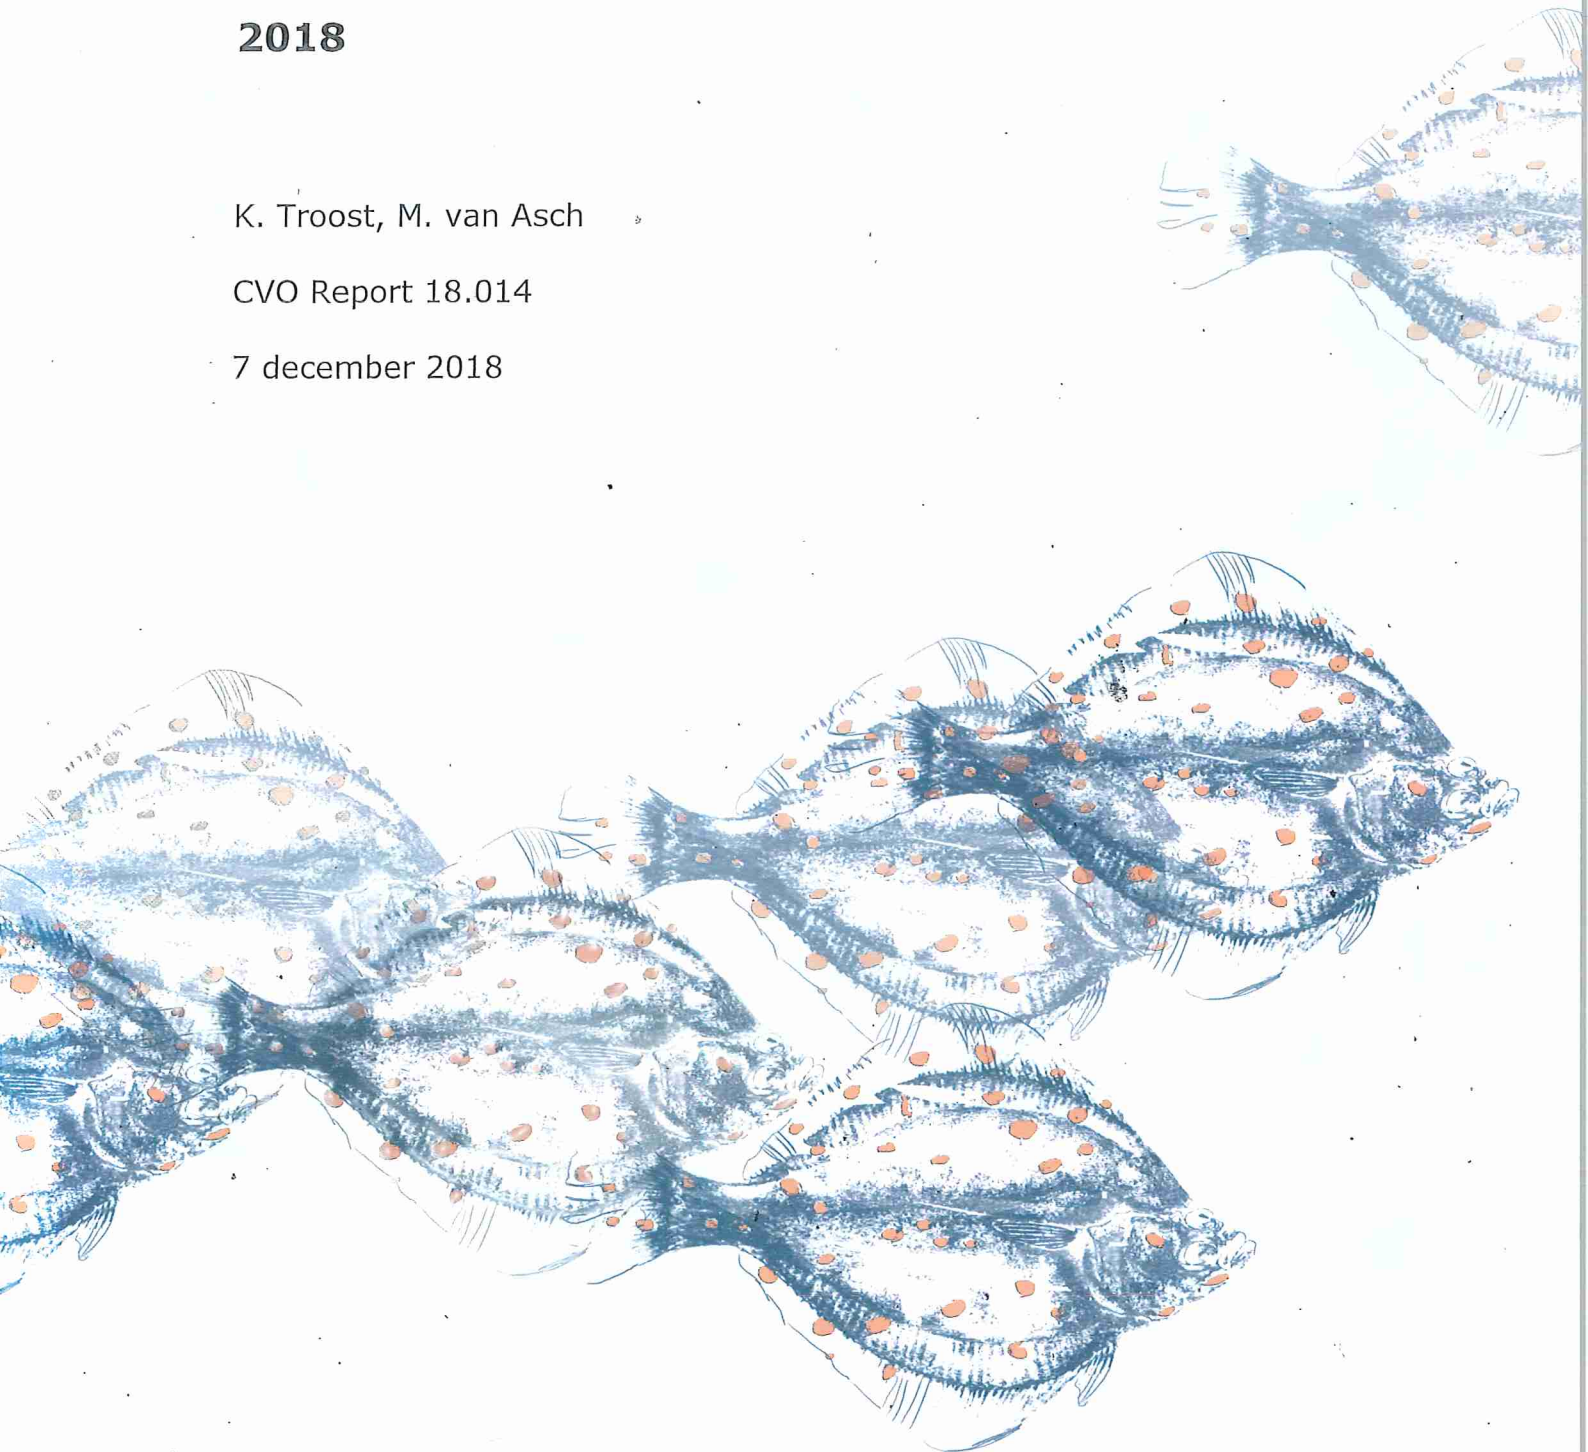 2018
K. Troost, M. van Asch
CVO Report 18.014
7 december 2018